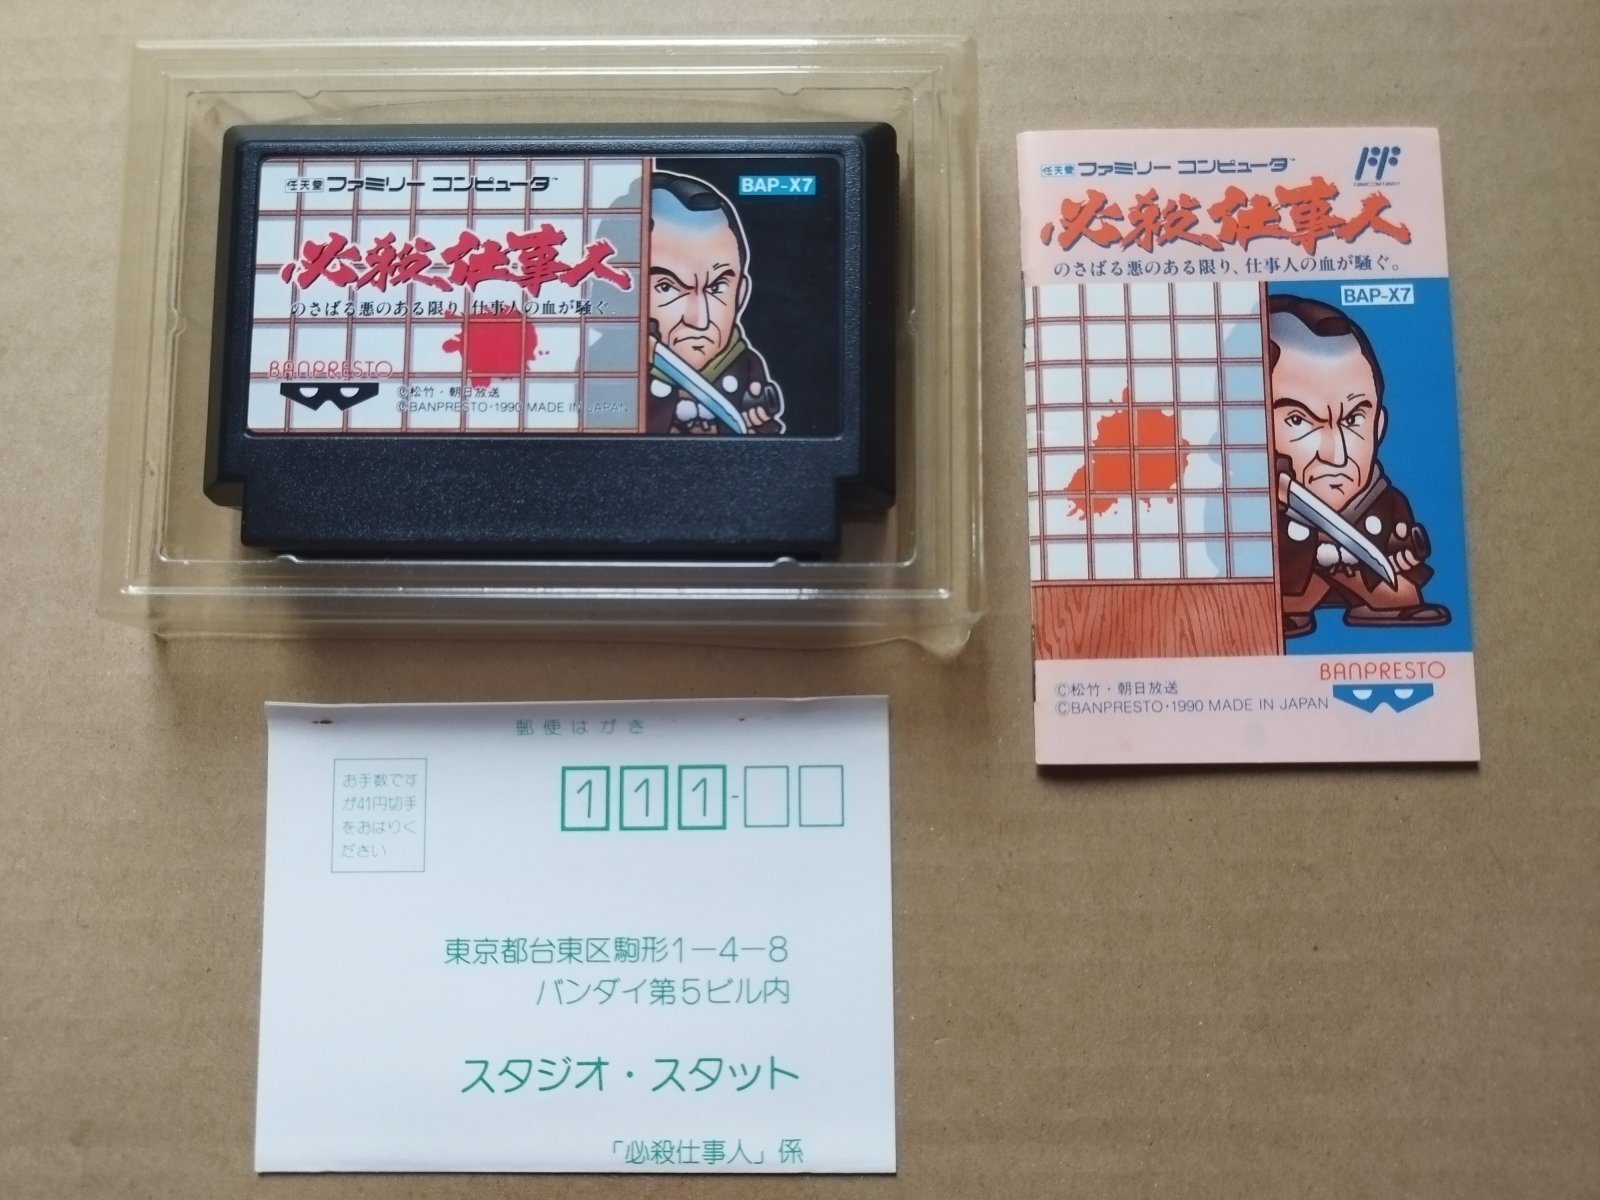 任天堂 ファミリー コンピュータ™
BAP-X7
必殺仕事人
のさばる悪のある限り、仕事人の血が騒ぐ。
BANPRESTO
©松竹・朝日放送
©BANPRESTO・1990 MADE IN JAPAN
任天堂 ファミリー コンピュータ™
FAMICOM FAMILY
必殺仕事人
のさばる悪のある限り、仕事人の血が騒ぐ。
BAP-X7
BANPRESTO
©松竹・朝日放送
©BANPRESTO・1990 MADE IN JAPAN
郵便はがき
お手数です
が41円切手
をおはりく
ださい
111-
東京都台東区駒形1-4-8
バンダイ第5ビル内
スタジオ・スタット
「必殺仕事人」係